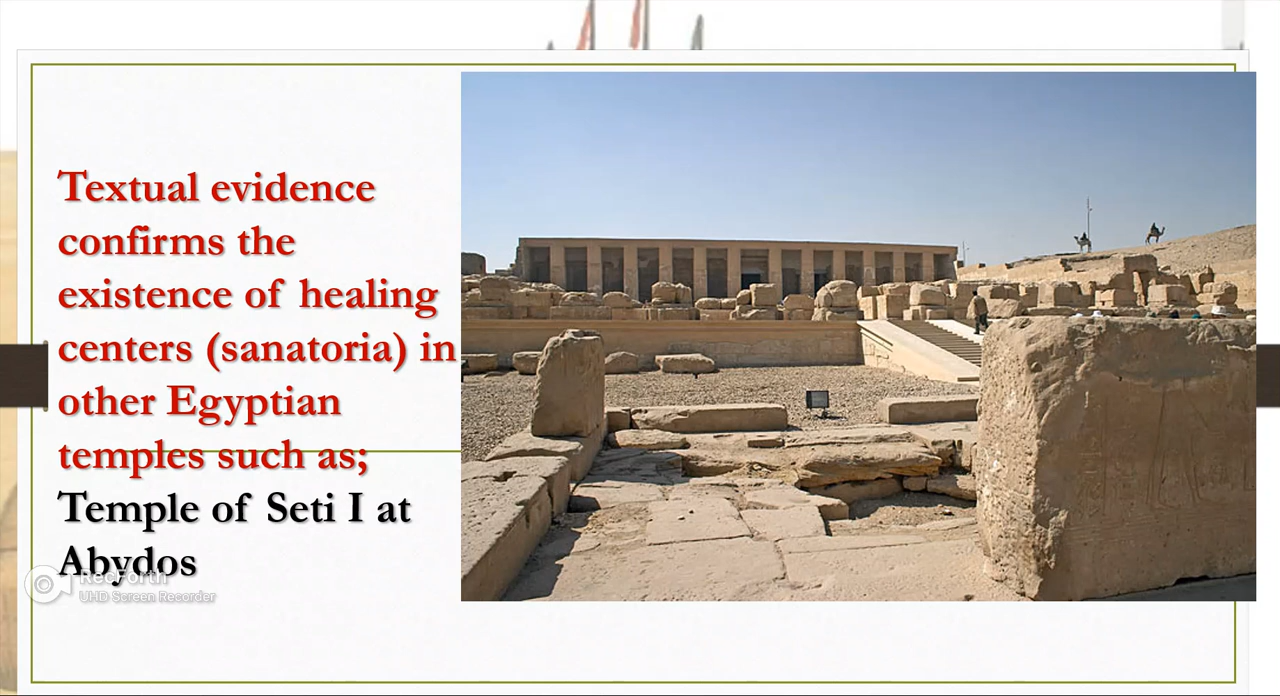 Textual evidence
confirms the
existence of healing
centers (sanatoria) in
other Egyptian
temples such as;
Temple of Seti I at
Abydos
RecForth
UHD Screen Recorder